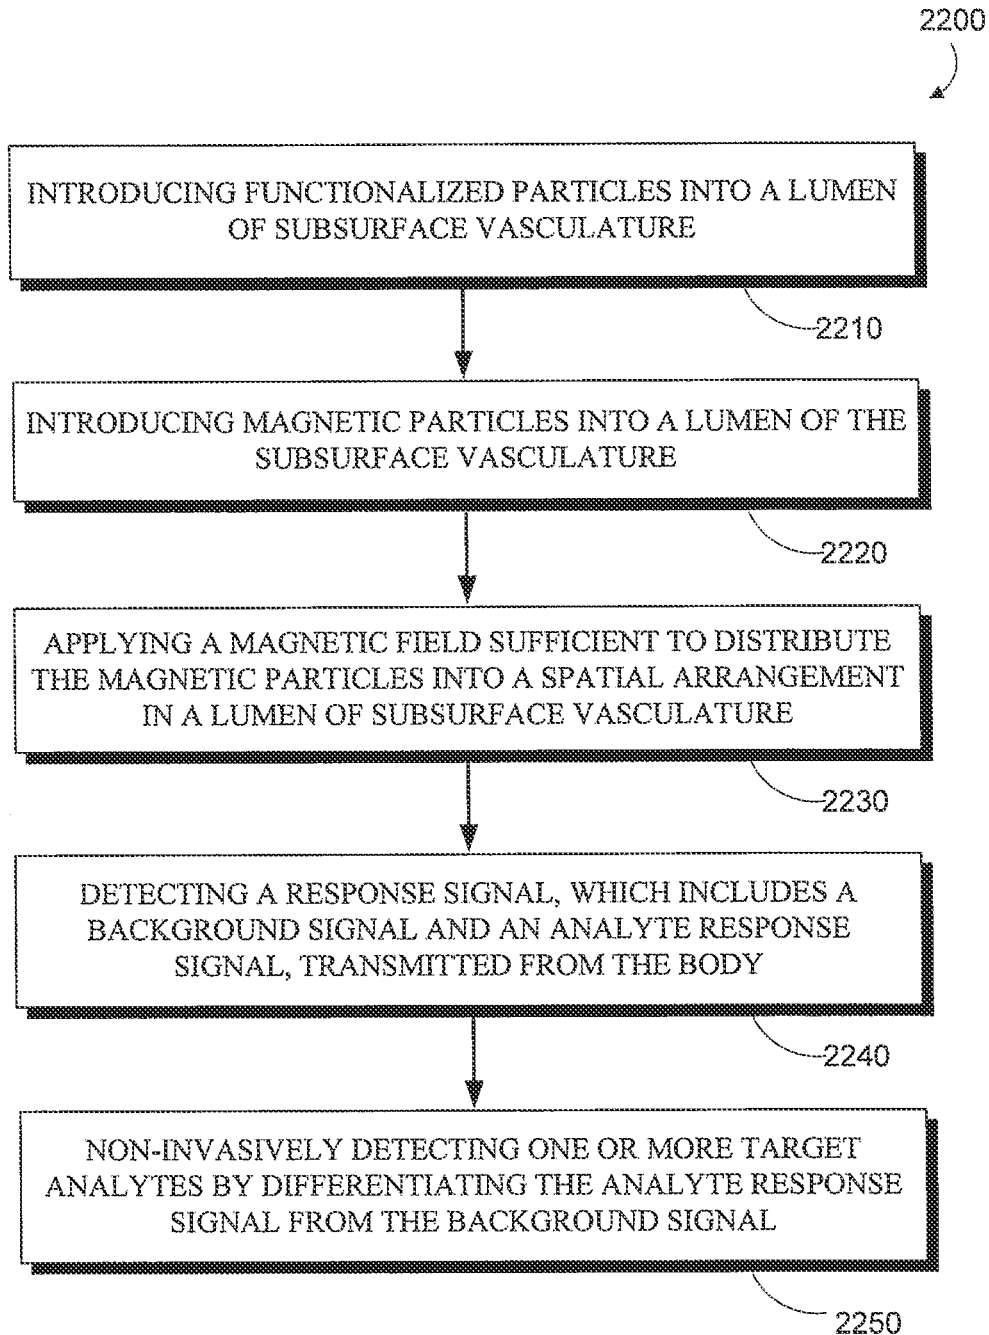 2200
INTRODUCING FUNCTIONALIZED PARTICLES INTO A LUMEN
OF SUBSURFACE VASCULATURE
2210
INTRODUCING MAGNETIC PARTICLES INTO A LUMEN OF THE
SUBSURFACE VASCULATURE
2220
APPLYING A MAGNETIC FIELD SUFFICIENT TO DISTRIBUTE
THE MAGNETIC PARTICLES INTO A SPATIAL ARRANGEMENT
IN A LUMEN OF SUBSURFACE VASCULATURE
2230
DETECTING A RESPONSE SIGNAL, WHICH INCLUDES A
BACKGROUND SIGNAL AND AN ANALYTE RESPONSE
SIGNAL, TRANSMITTED FROM THE BODY
2240
NON-INVASIVELY DETECTING ONE OR MORE TARGET
ANALYTES BY DIFFERENTIATING THE ANALYTE RESPONSE
SIGNAL FROM THE BACKGROUND SIGNAL
2250